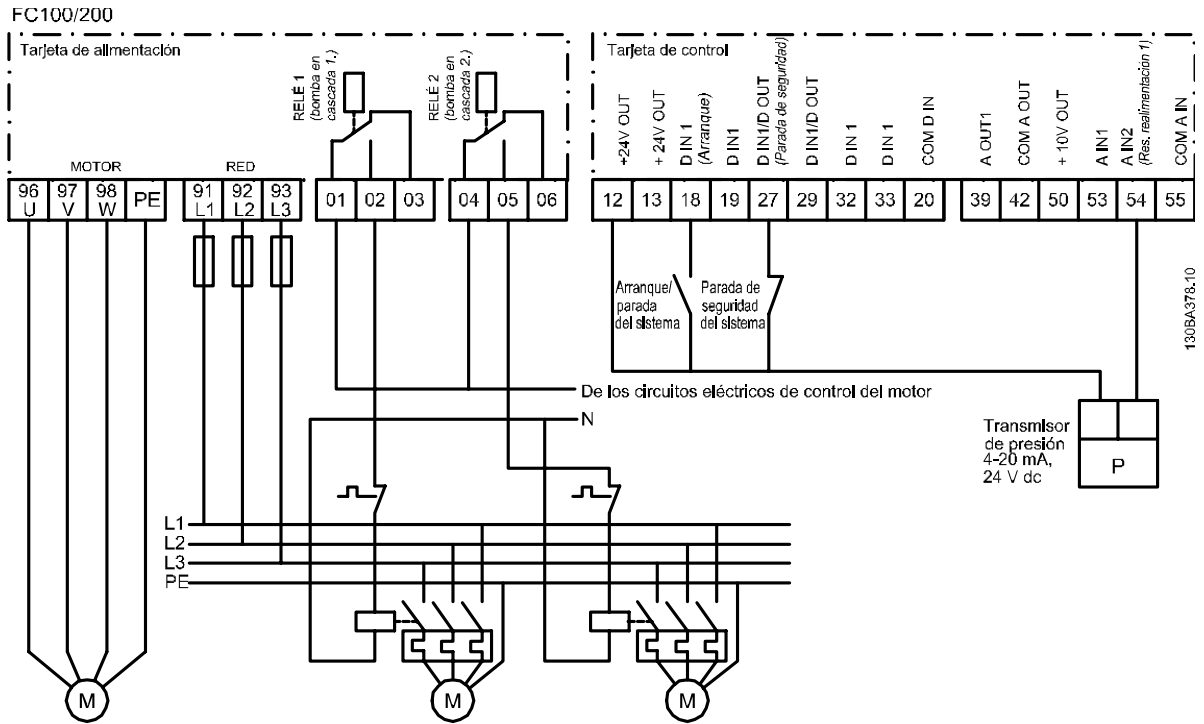 FC100/200
Tarjeta de alimentación
RELÉ 1
(bomba en
cascada 1.)
RELÉ 2
(bomba en
cascada 2.)
MOTOR
RED
96 97 98 PE 91 92 93 01 02 03 04 05 06
U V W L1 L2 L3
Tarjeta de control
+24V OUT
+ 24V OUT
D IN 1
(Arranque)
D IN1
D IN1/D OUT
(Parada de seguridad)
D IN1/D OUT
D IN 1
D IN 1
COM D IN
A OUT1
COM A OUT
+ 10V OUT
A IN1
A IN2
(Res. realimentación 1)
COM A IN
12 13 18 19 27 29 32 33 20 39 42 50 53 54 55
Arranque/
parada
del sistema
Parada de
seguridad
del sistema
130BA378.10
De los circuitos eléctricos de control del motor
N
Transmisor
de presión
4-20 mA,
24 V dc
P
L1
L2
L3
PE
M
M
M